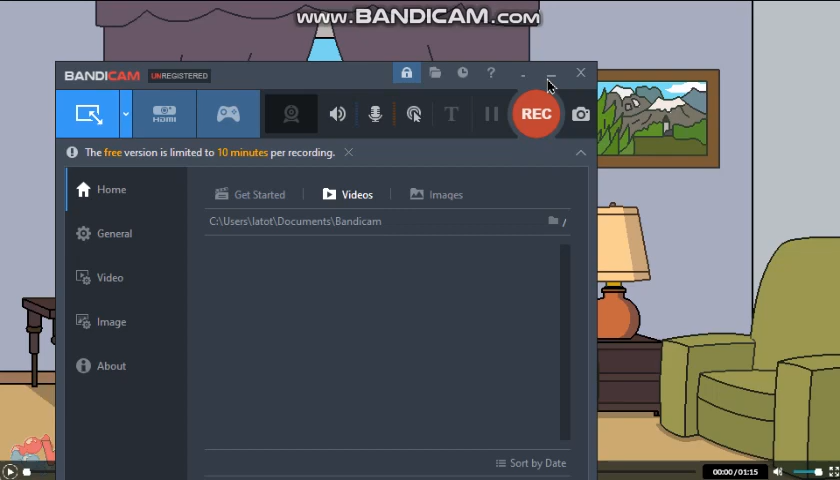 www.BANDICAM.com
BANDICAM UNREGISTERED
?
HDMI
T
REC
The free version is limited to 10 minutes per recording.
Home
Get Started
Videos
Images
C:\Users\latot\Documents\Bandicam
/
General
Video
Image
About
Sort by Date
00:00 / 01:15